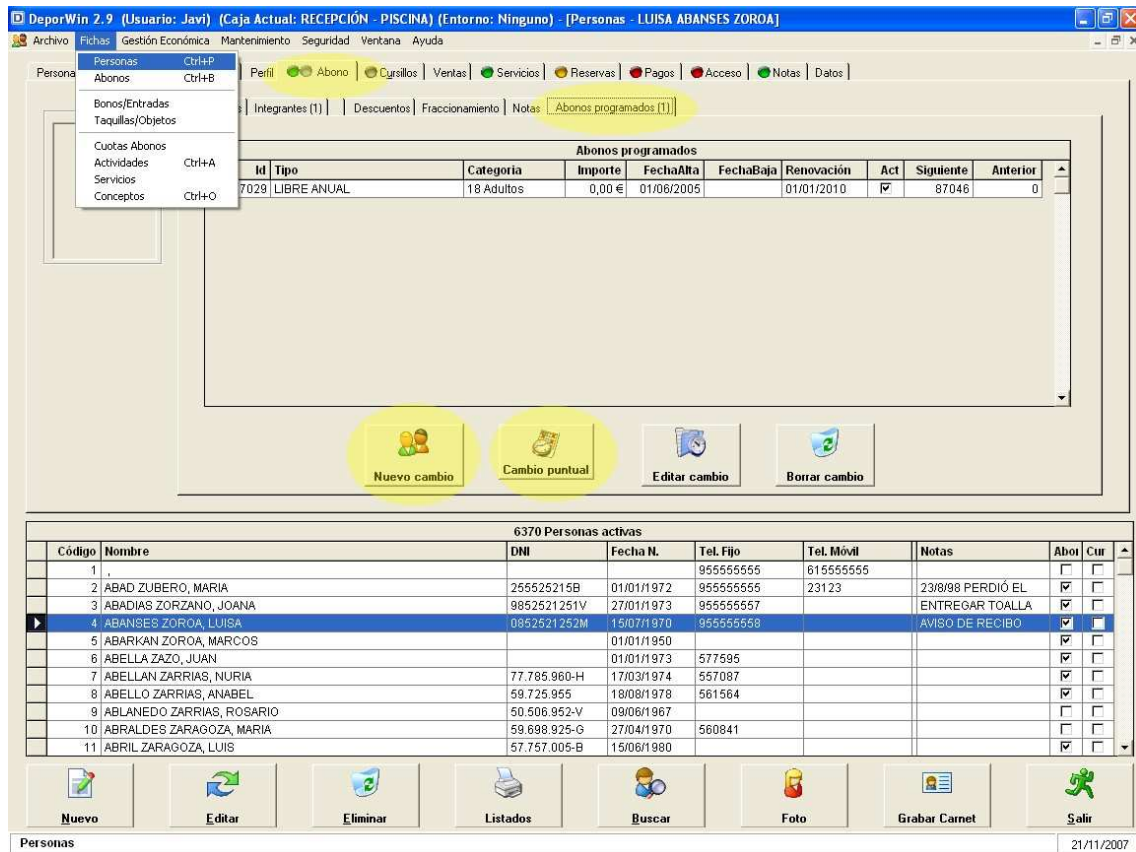 DeporWin 2.9 (Usuario: Javi) (Caja Actual: RECEPCIÓN - PISCINA) (Entorno: Ninguno) - [Personas - LUISA ABANSES ZOROA]
Archivo Fichas Gestión Económica Mantenimiento Seguridad Ventana Ayuda
Personas Ctrl+P
Abonos Ctrl+B
Bonos/Entradas
Taquillas/Objetos
Cuotas Abonos
Actividades Ctrl+A
Servicios
Conceptos Ctrl+O
Persona Perfil Abono Cursillos Ventas Servicios Reservas Pagos Acceso Notas Datos
s Integrantes (1) Descuentos Fraccionamiento Notas Abonos programados (1)
Abonos programados
Id Tipo Categoria Importe FechaAlta FechaBaja Renovación Act Siguiente Anterior
7029 LIBRE ANUAL 18 Adultos 0,00 € 01/06/2005 01/01/2010 87046 0
Nuevo cambio Cambio puntual Editar cambio Borrar cambio
6370 Personas activas
Código Nombre DNI Fecha N. Tel. Fijo Tel. Móvil Notas Abor Cur
1 , 955555555 615555555
2 ABAD ZUBERO, MARIA 255525215B 01/01/1972 955555555 23123 23/8/98 PERDIÓ EL
3 ABADIAS ZORZANO, JOANA 9852521251V 27/01/1973 955555557 ENTREGAR TOALLA
4 ABANSES ZOROA, LUISA 0852521252M 15/07/1970 955555558 AVISO DE RECIBO
5 ABARKAN ZOROA, MARCOS 01/01/1950
6 ABELLA ZAZO, JUAN 01/01/1973 577595
7 ABELLAN ZARRIAS, NURIA 77.785.960-H 17/03/1974 557087
8 ABELLO ZARRIAS, ANABEL 59.725.955 18/08/1978 561564
9 ABLANEDO ZARRIAS, ROSARIO 50.506.952-V 09/06/1967
10 ABRALDES ZARAGOZA, MARIA 59.698.925-G 27/04/1970 560841
11 ABRIL ZARAGOZA, LUIS 57.757.005-B 15/06/1980
Nuevo Editar Eliminar Listados Buscar Foto Grabar Carnet Salir
Personas 21/11/2007